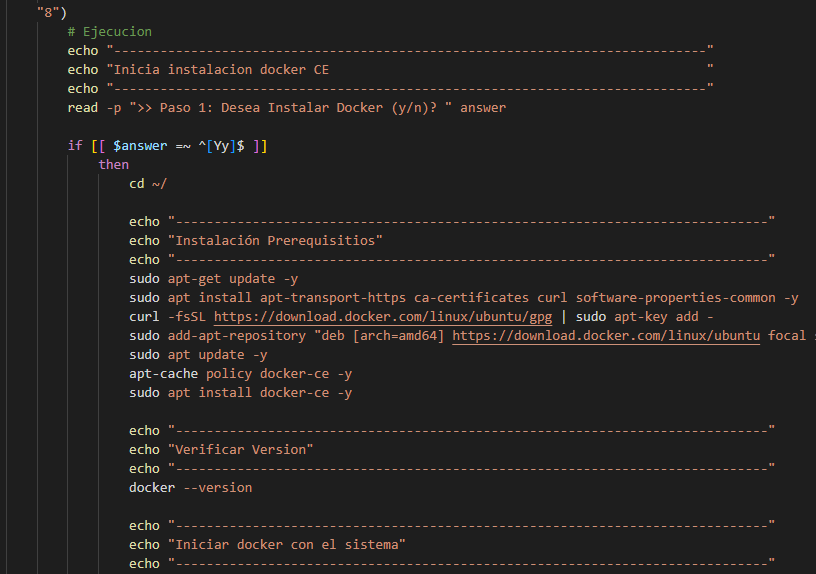 "8")
# Ejecucion
echo "-----------------------------------------------------------------------------"
echo "Inicia instalacion docker CE                                                 "
echo "-----------------------------------------------------------------------------"
read -p ">> Paso 1: Desea Instalar Docker (y/n)? " answer
if [[ $answer =~ ^[Yy]$ ]]
then
cd ~/
echo "-----------------------------------------------------------------------------"
echo "Instalación Prerequisitios"
echo "-----------------------------------------------------------------------------"
sudo apt-get update -y
sudo apt install apt-transport-https ca-certificates curl software-properties-common -y
curl -fsSL https://download.docker.com/linux/ubuntu/gpg | sudo apt-key add -
sudo add-apt-repository "deb [arch=amd64] https://download.docker.com/linux/ubuntu focal
sudo apt update -y
apt-cache policy docker-ce -y
sudo apt install docker-ce -y
echo "-----------------------------------------------------------------------------"
echo "Verificar Version"
echo "-----------------------------------------------------------------------------"
docker --version
echo "-----------------------------------------------------------------------------"
echo "Iniciar docker con el sistema"
echo "-----------------------------------------------------------------------------"